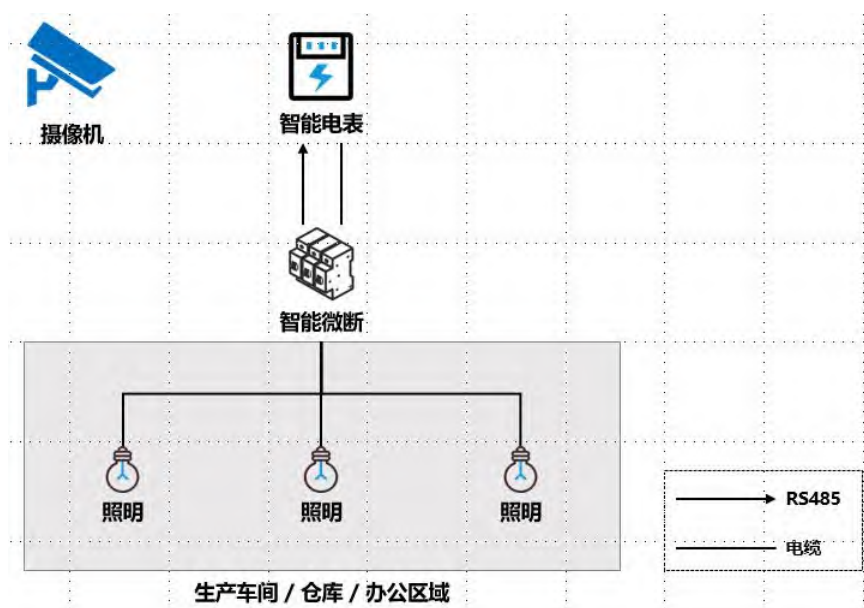 摄像机
智能电表
智能微断
照明
照明
照明
RS485
电缆
生产车间 / 仓库 / 办公区域